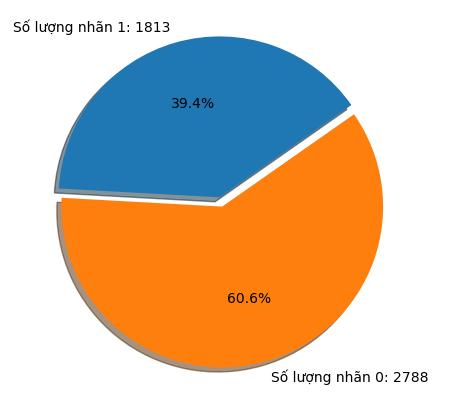 Số lượng nhãn 1: 1813
39.4%
60.6%
Số lượng nhãn 0: 2788